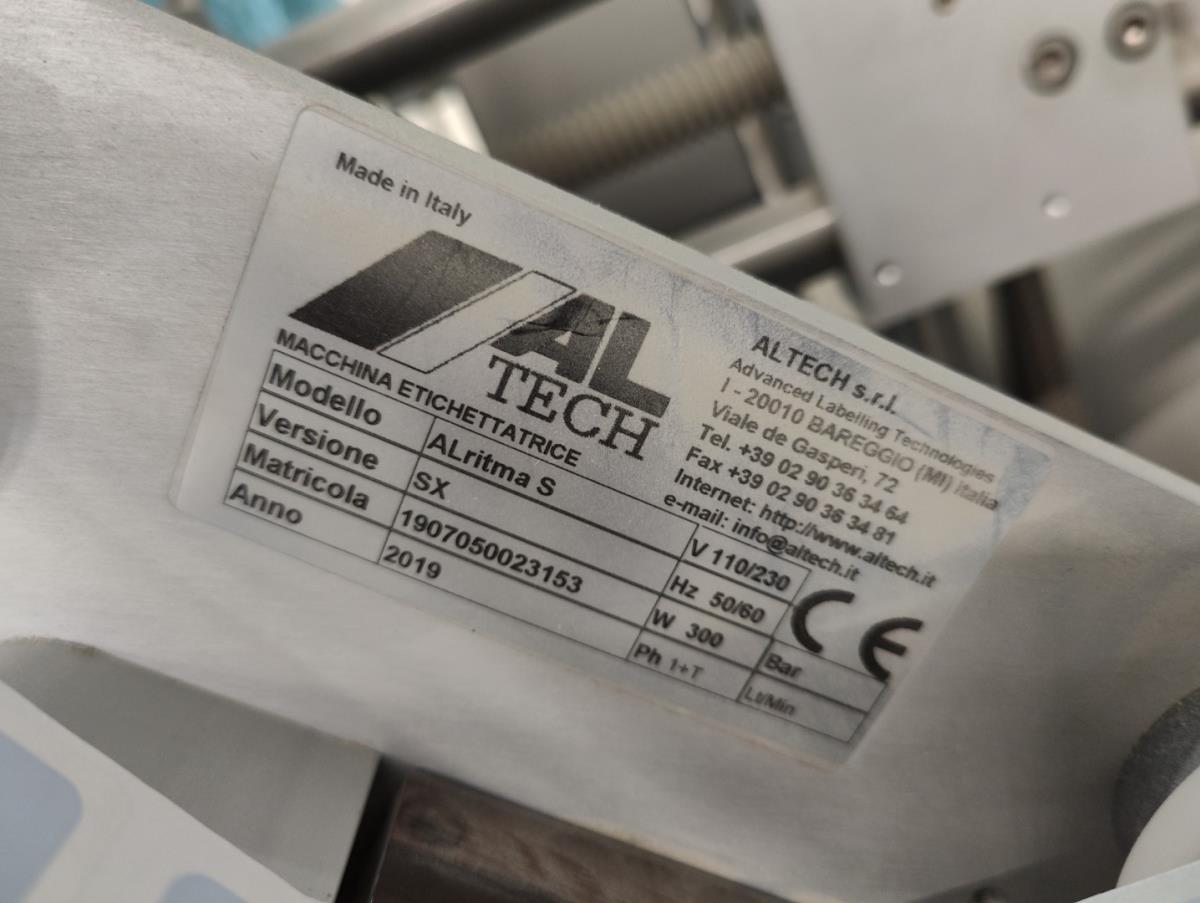 Made in Italy
AL
TECH
ALTECH s.r.l.
Advanced Labelling Technologies
I - 20010 BAREGGIO (MI) Italia
Viale de Gasperi, 72
Tel. +39 02 90 36 34 64
Fax +39 02 90 36 34 81
Internet: http://www.altech.it
e-mail: info@altech.it
MACCHINA ETICHETTATRICE
Modello ALritma S
Versione SX V 110/230
Matricola 1907050023153 Hz 50/60
Anno 2019 W 300 Bar
Ph 1+T Lt/Min
CE